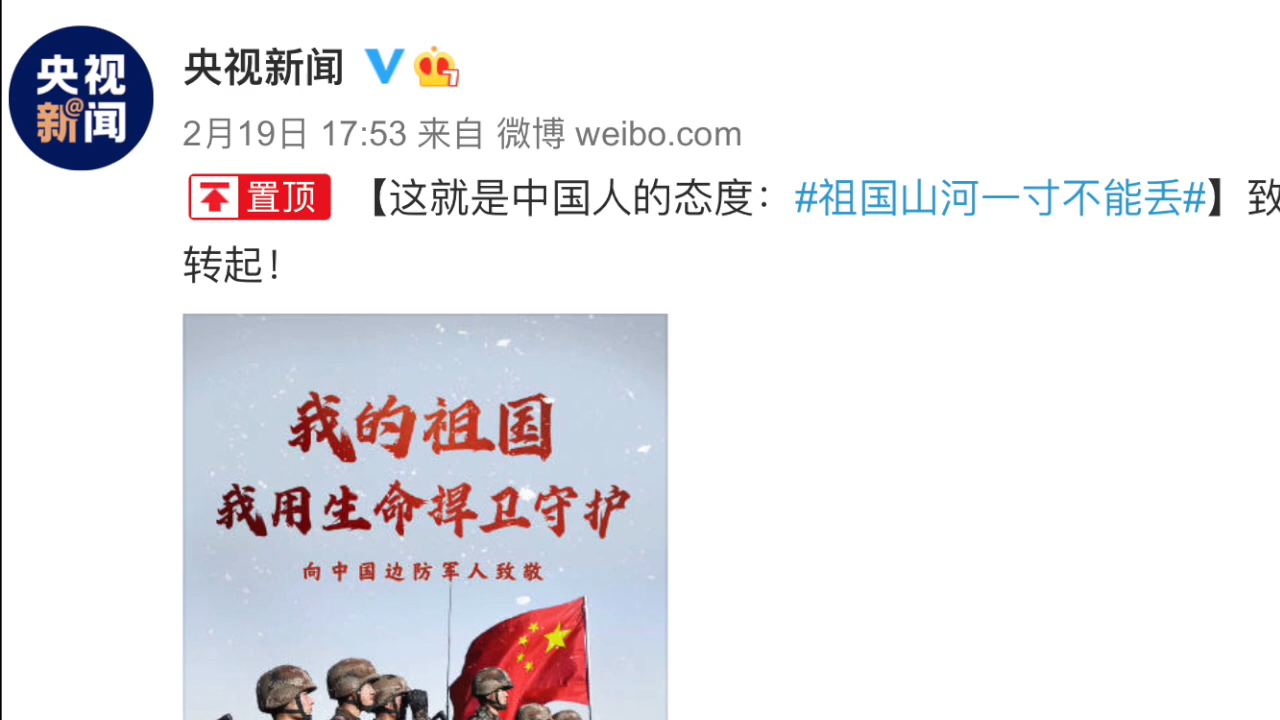 央视
新@闻
央视新闻 V 7
2月19日 17:53 来自 微博 weibo.com
置顶 【这就是中国人的态度：#祖国山河一寸不能丢#】致
转起！
我的祖国
我用生命捍卫守护
向中国边防军人致敬